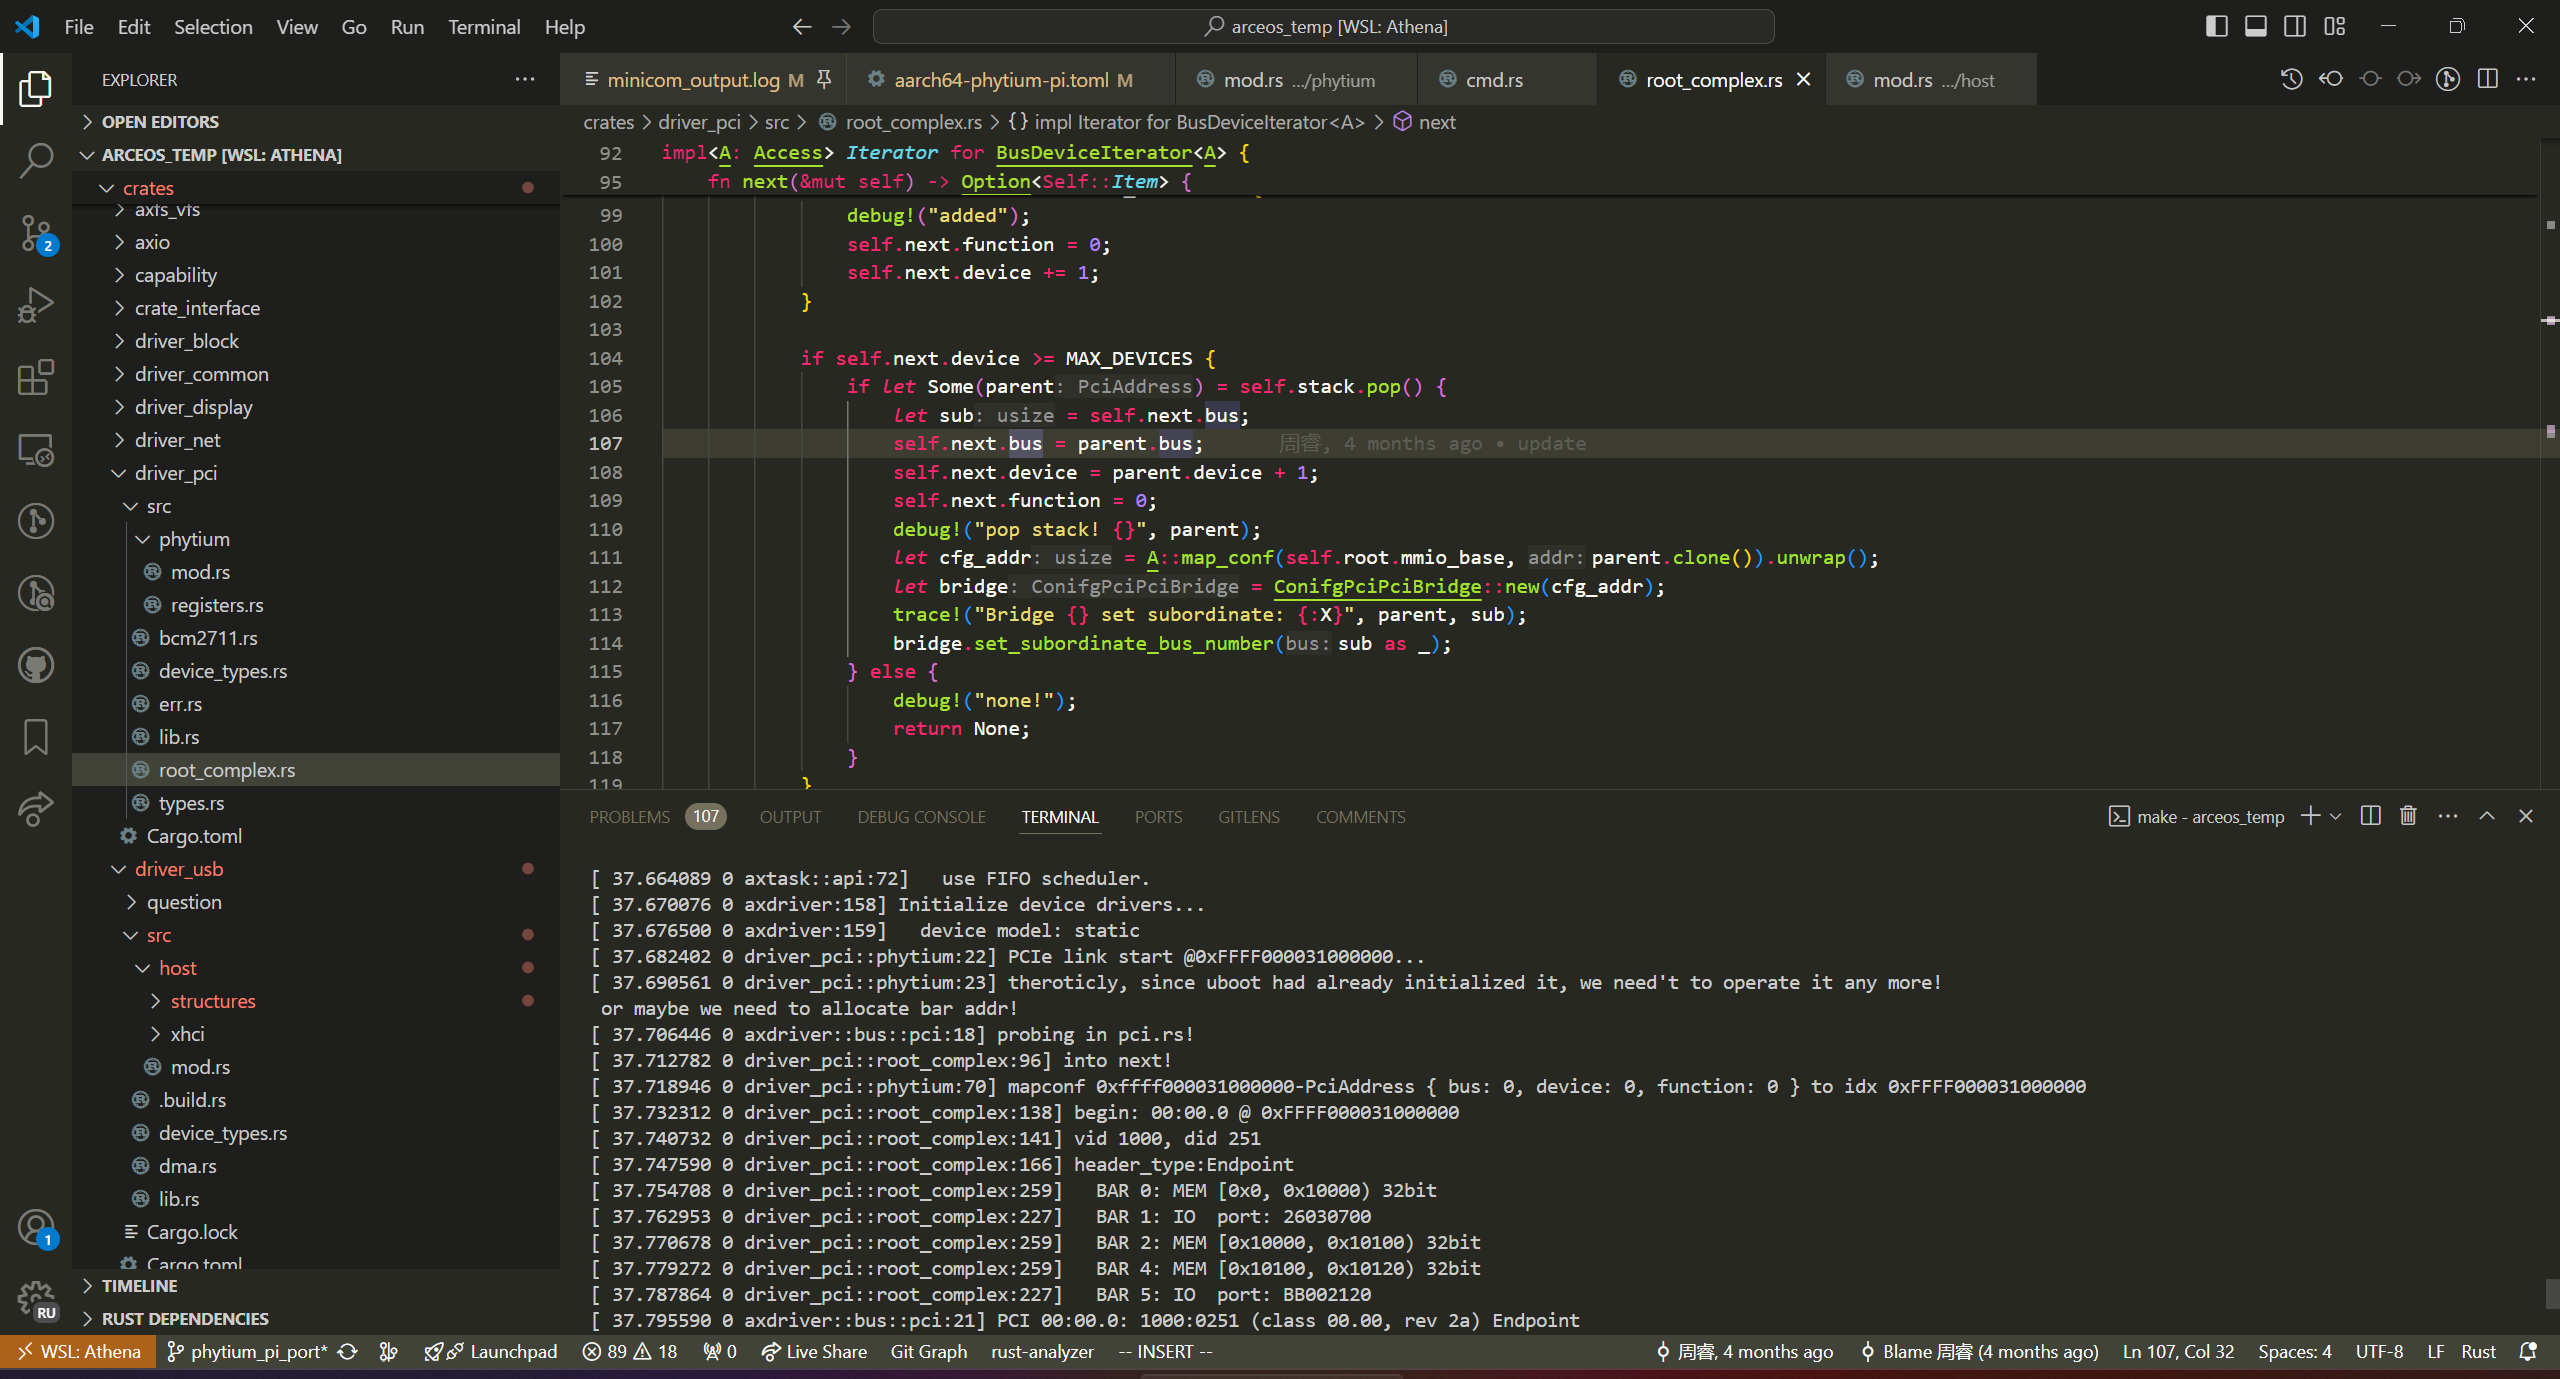 File Edit Selection View Go Run Terminal Help
arceos_temp [WSL: Athena]
EXPLORER
minicom_output.log M
aarch64-phytium-pi.toml M
mod.rs .../phytium
cmd.rs
root_complex.rs
mod.rs .../host
OPEN EDITORS
ARCEOS_TEMP [WSL: ATHENA]
crates
axfs_vfs
axio
capability
crate_interface
driver_block
driver_common
driver_display
driver_net
driver_pci
src
phytium
mod.rs
registers.rs
bcm2711.rs
device_types.rs
err.rs
lib.rs
root_complex.rs
types.rs
Cargo.toml
driver_usb
question
src
host
structures
xhci
mod.rs
.build.rs
device_types.rs
dma.rs
lib.rs
Cargo.lock
Cargo.toml
TIMELINE
RUST DEPENDENCIES
2
1
RU
crates > driver_pci > src > root_complex.rs > {} impl Iterator for BusDeviceIterator<A> > next
92 impl<A: Access> Iterator for BusDeviceIterator<A> {
95 fn next(&mut self) -> Option<Self::Item> {
99 debug!("added");
100 self.next.function = 0;
101 self.next.device += 1;
102 }
103
104 if self.next.device >= MAX_DEVICES {
105 if let Some(parent: PciAddress) = self.stack.pop() {
106 let sub: usize = self.next.bus;
107 self.next.bus = parent.bus; 周睿, 4 months ago • update
108 self.next.device = parent.device + 1;
109 self.next.function = 0;
110 debug!("pop stack! {}", parent);
111 let cfg_addr: usize = A::map_conf(self.root.mmio_base, addr: parent.clone()).unwrap();
112 let bridge: ConifgPciPciBridge = ConifgPciPciBridge::new(cfg_addr);
113 trace!("Bridge {} set subordinate: {:X}", parent, sub);
114 bridge.set_subordinate_bus_number(bus: sub as _);
115 } else {
116 debug!("none!");
117 return None;
118 }
119 }
PROBLEMS 107 OUTPUT DEBUG CONSOLE TERMINAL PORTS GITLENS COMMENTS
make - arceos_temp
[ 37.664089 0 axtask::api:72] use FIFO scheduler.
[ 37.670076 0 axdriver:158] Initialize device drivers...
[ 37.676500 0 axdriver:159] device model: static
[ 37.682402 0 driver_pci::phytium:22] PCIe link start @0xFFFF000031000000...
[ 37.690561 0 driver_pci::phytium:23] theroticly, since uboot had already initialized it, we need't to operate it any more!
or maybe we need to allocate bar addr!
[ 37.706446 0 axdriver::bus::pci:18] probing in pci.rs!
[ 37.712782 0 driver_pci::root_complex:96] into next!
[ 37.718946 0 driver_pci::phytium:70] mapconf 0xffff000031000000-PciAddress { bus: 0, device: 0, function: 0 } to idx 0xFFFF000031000000
[ 37.732312 0 driver_pci::root_complex:138] begin: 00:00.0 @ 0xFFFF000031000000
[ 37.740732 0 driver_pci::root_complex:141] vid 1000, did 251
[ 37.747590 0 driver_pci::root_complex:166] header_type:Endpoint
[ 37.754708 0 driver_pci::root_complex:259] BAR 0: MEM [0x0, 0x10000) 32bit
[ 37.762953 0 driver_pci::root_complex:227] BAR 1: IO port: 26030700
[ 37.770678 0 driver_pci::root_complex:259] BAR 2: MEM [0x10000, 0x10100) 32bit
[ 37.779272 0 driver_pci::root_complex:259] BAR 4: MEM [0x10100, 0x10120) 32bit
[ 37.787864 0 driver_pci::root_complex:227] BAR 5: IO port: BB002120
[ 37.795590 0 axdriver::bus::pci:21] PCI 00:00.0: 1000:0251 (class 00.00, rev 2a) Endpoint
WSL: Athena phytium_pi_port* Launchpad 89 18 0 Live Share Git Graph rust-analyzer -- INSERT -- 周睿, 4 months ago Blame 周睿 (4 months ago) Ln 107, Col 32 Spaces: 4 UTF-8 LF Rust